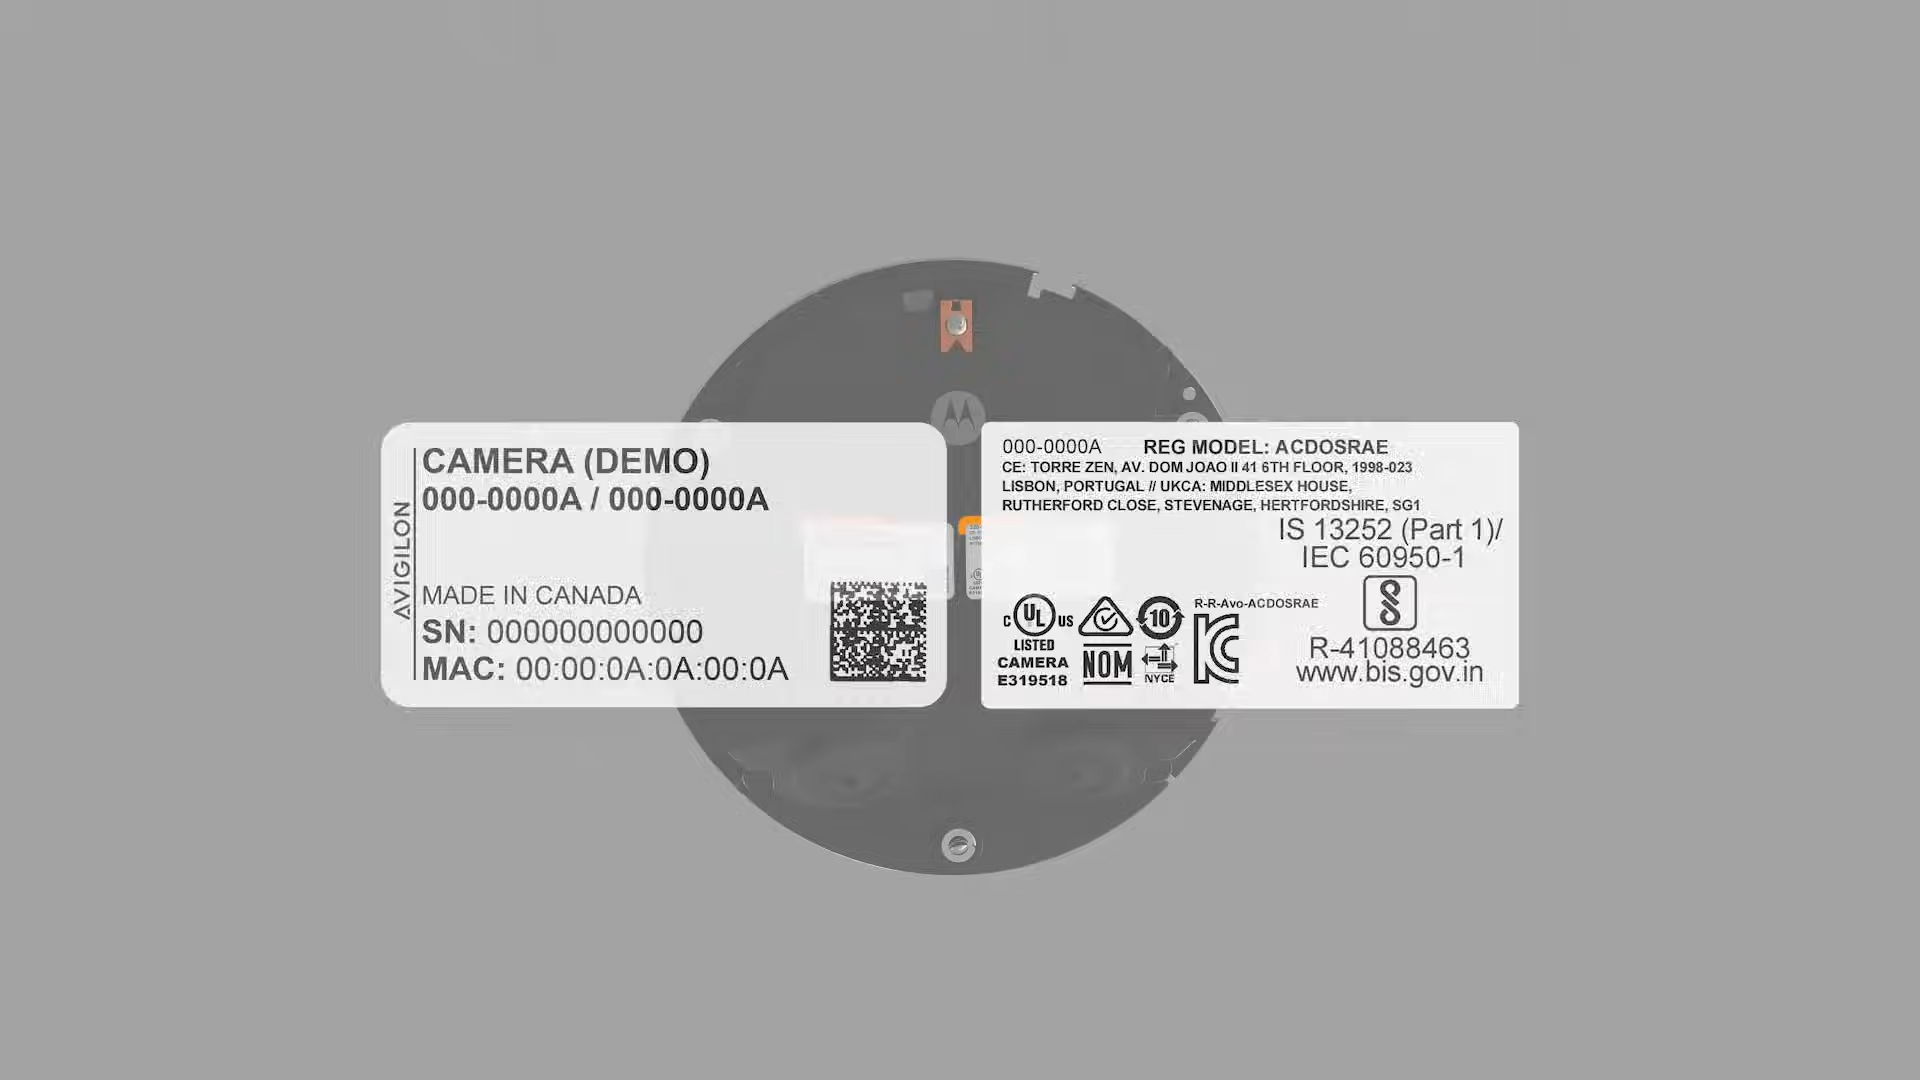 AVIGILON
CAMERA (DEMO)
000-0000A / 000-0000A
MADE IN CANADA
SN: 000000000000
MAC: 00:00:0A:0A:00:0A
000-0000A REG MODEL: ACDOSRAE
CE: TORRE ZEN, AV. DOM JOAO II 41 6TH FLOOR, 1998-023
LISBON, PORTUGAL // UKCA: MIDDLESEX HOUSE,
RUTHERFORD CLOSE, STEVENAGE, HERTFORDSHIRE, SG1
IS 13252 (Part 1)/
IEC 60950-1
C UL US
LISTED
CAMERA
E319518
NOM
10
NYCE
R-R-Avo-ACDOSRAE
R-41088463
www.bis.gov.in